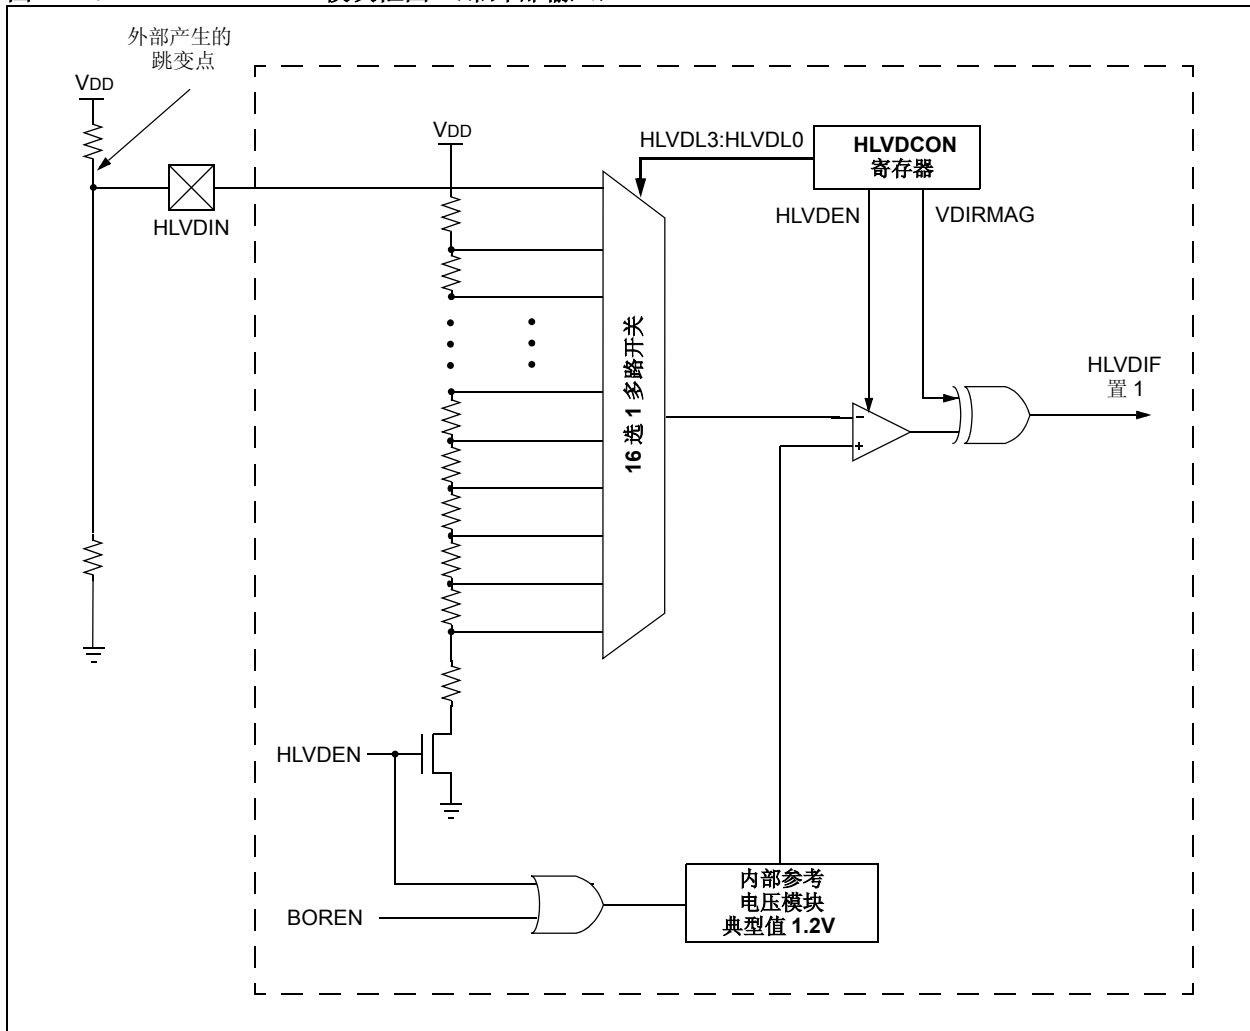 外部产生的
跳变点
VDD
VDD
HLVDIN
HLVDL3:HLVDL0
HLVDCON
寄存器
HLVDEN
VDIRMAG
16 选 1 多路开关
−
+
HLVDIF
置 1
HLVDEN
BOREN
内部参考
电压模块
典型值 1.2V